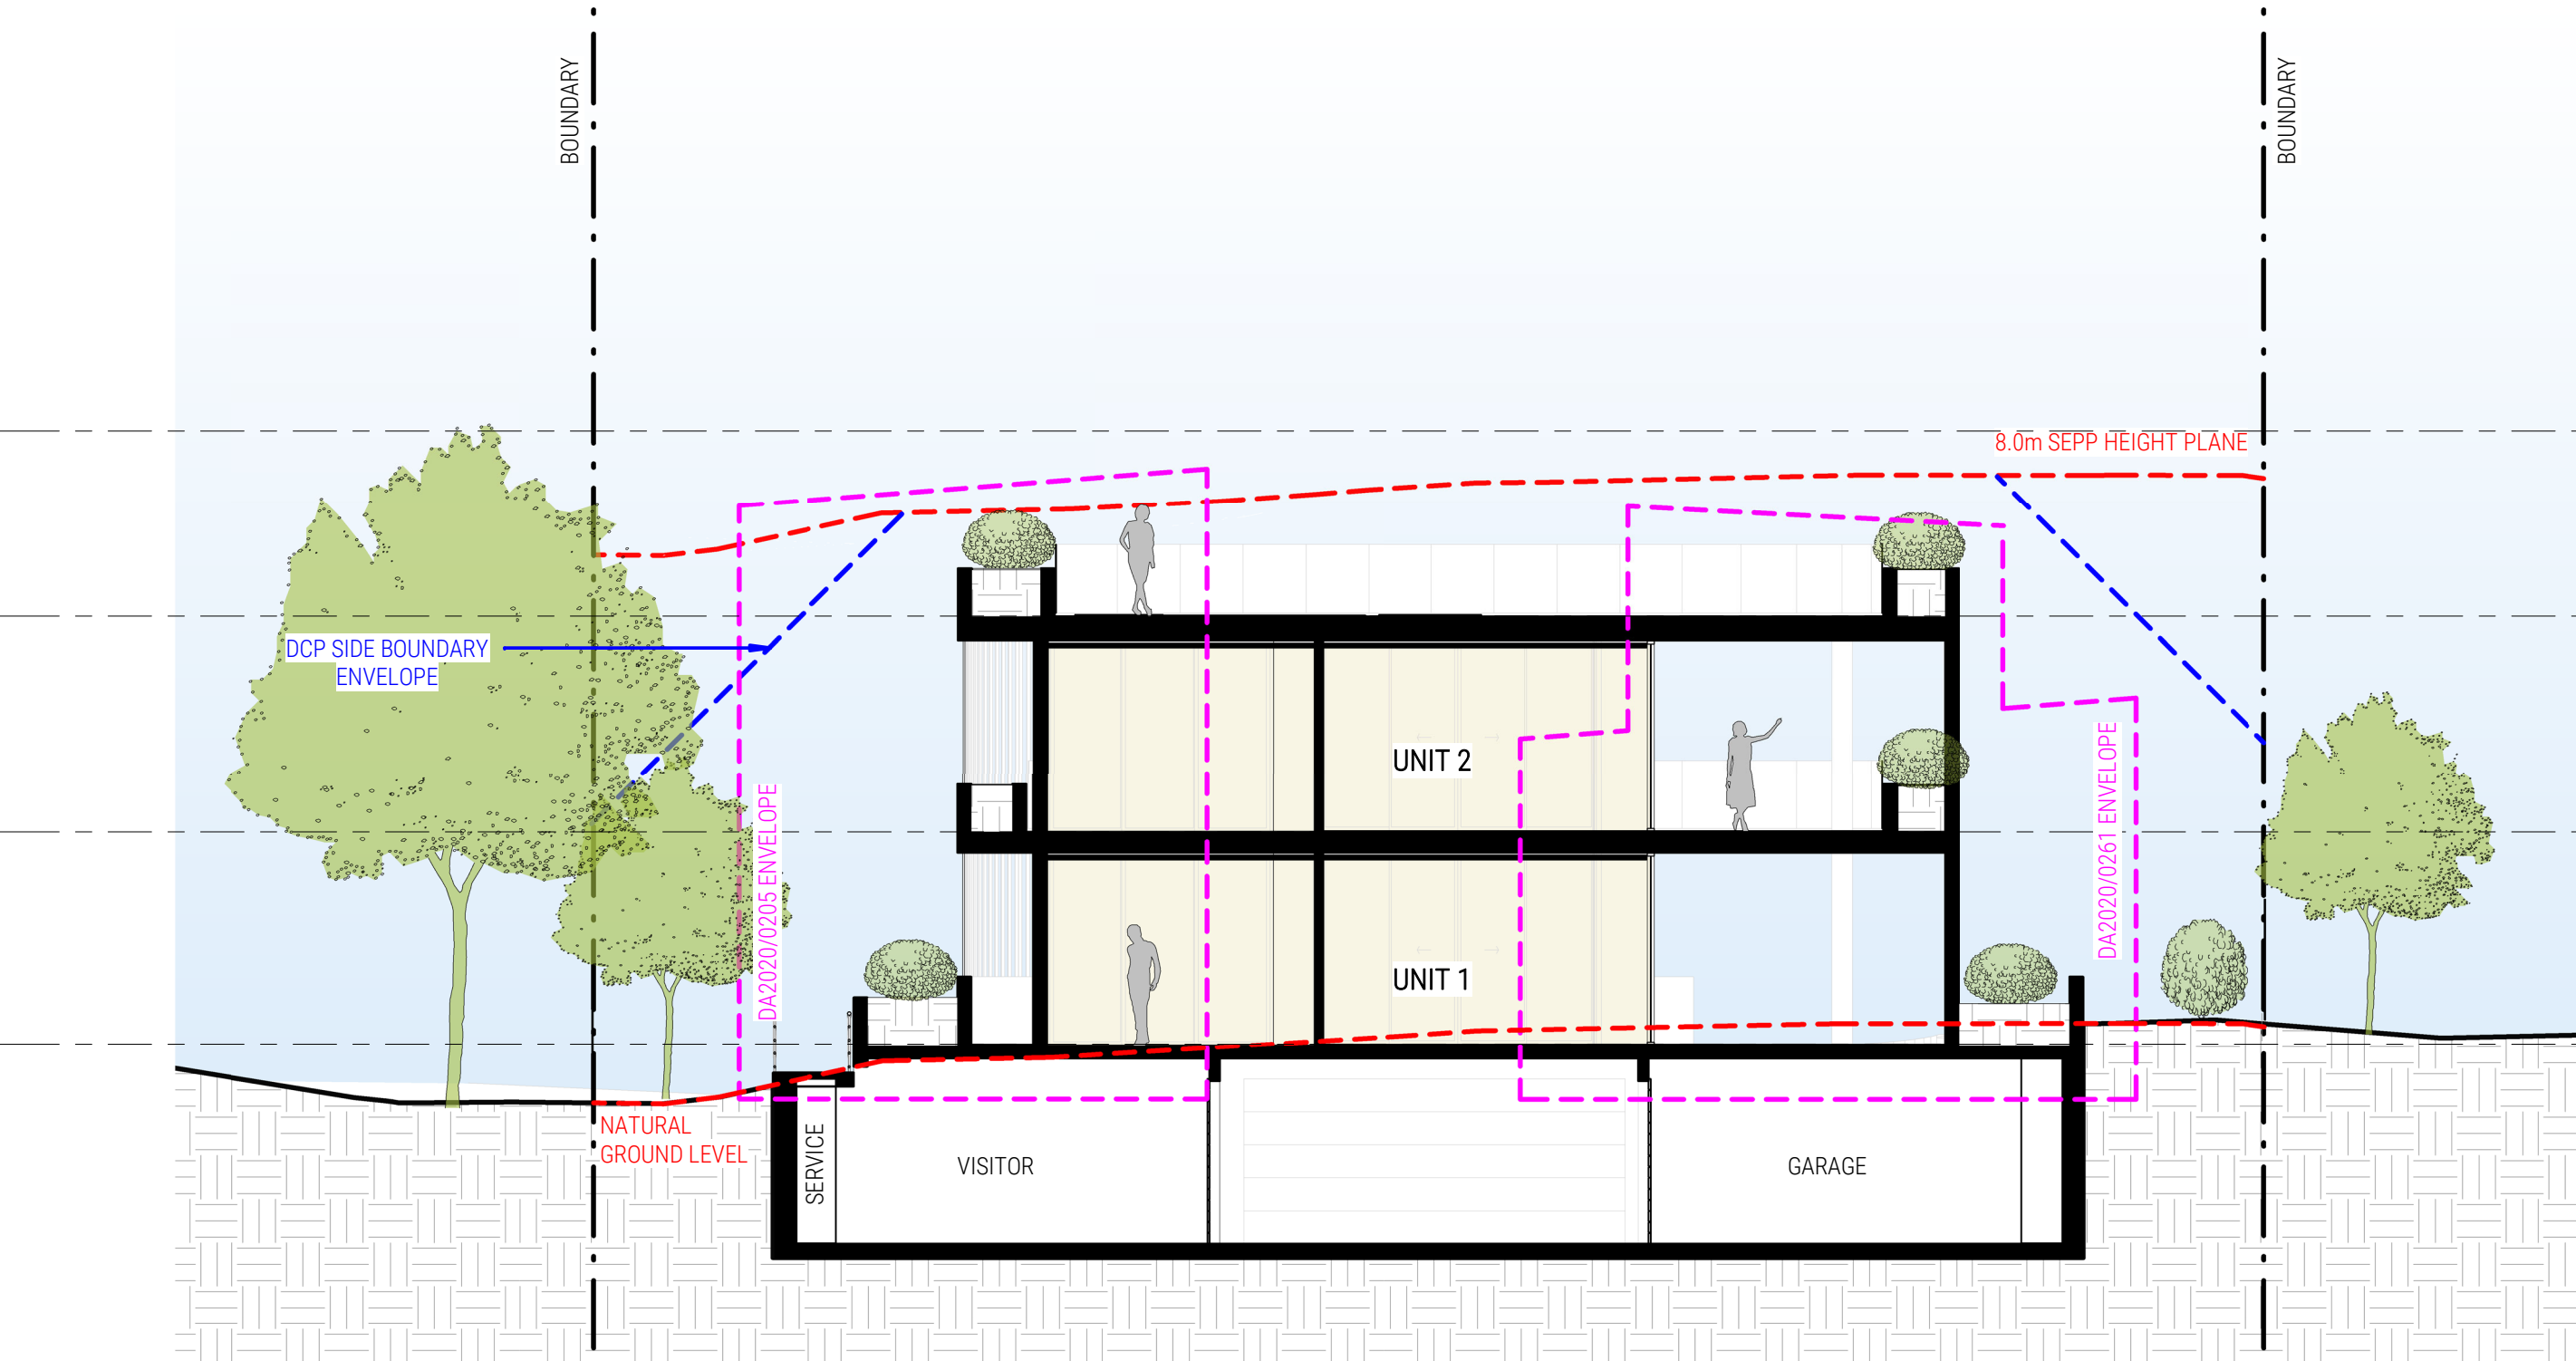 BOUNDARY
BOUNDARY
8.0m SEPP HEIGHT PLANE
DCP SIDE BOUNDARY
ENVELOPE
UNIT 2
DA2020/0205 ENVELOPE
DA2020/0261 ENVELOPE
UNIT 1
NATURAL
GROUND LEVEL
SERVICE
VISITOR
GARAGE